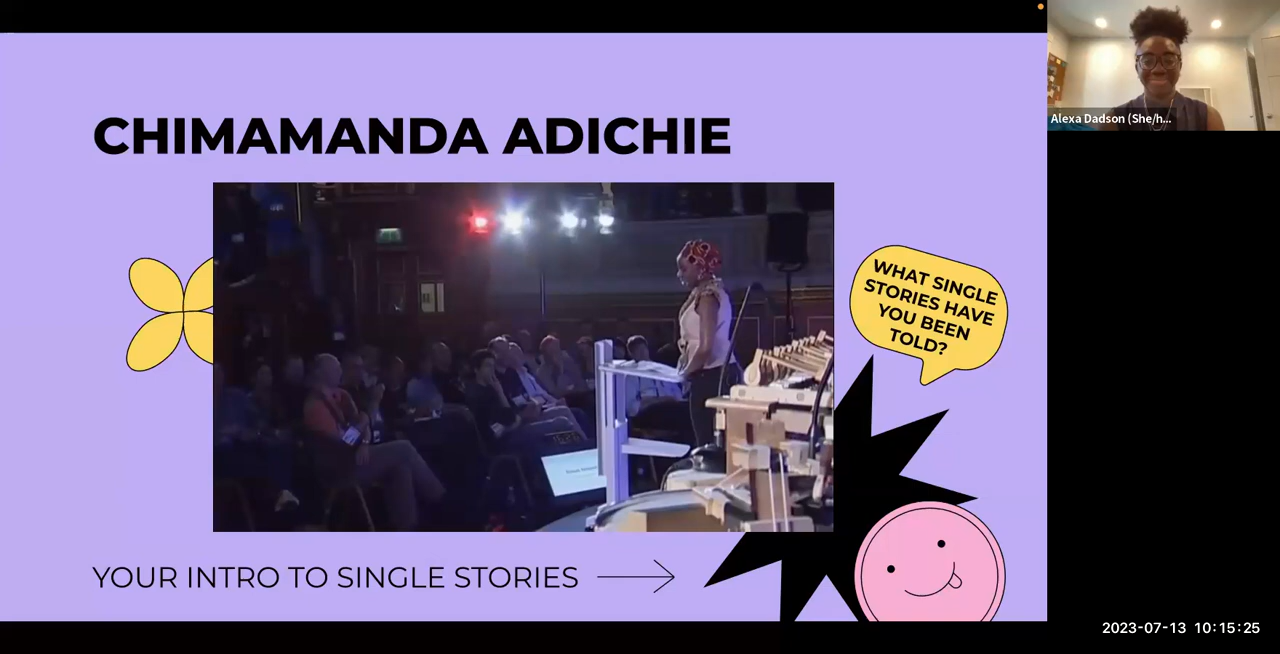 CHIMAMANDA ADICHIE
WHAT SINGLE
STORIES HAVE
YOU BEEN
TOLD?
YOUR INTRO TO SINGLE STORIES
Alexa Dadson (She/h...
2023-07-13 10:15:25